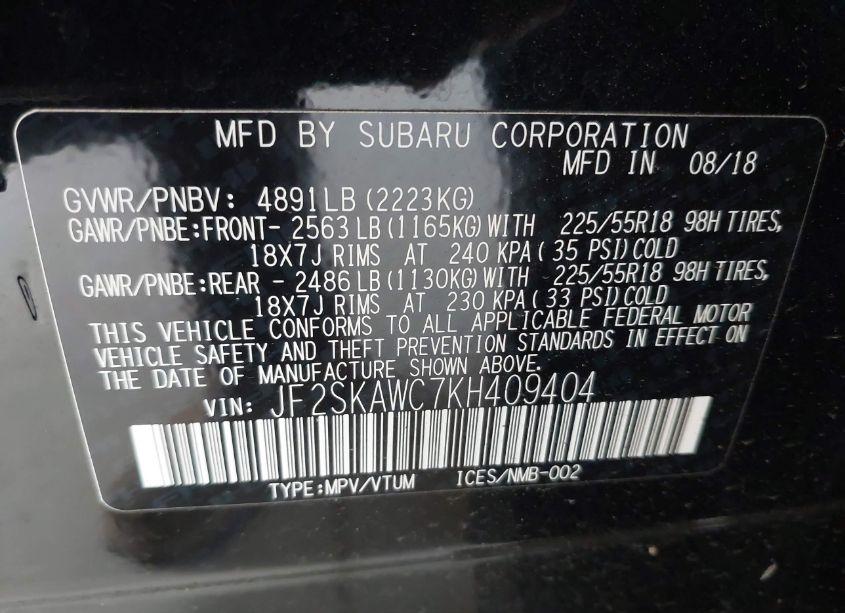 MFD BY SUBARU CORPORATION
MFD IN 08/18
GVWR/PNBV: 4891LB(2223KG)
GAWR/PNBE:FRONT- 2563LB(1165KG)WITH 225/55R18 98H TIRES,
18X7J RIMS AT 240 KPA(35 PSI)COLD
GAWR/PNBE:REAR - 2486LB(1130KG)WITH 225/55R18 98H TIRES,
18X7J RIMS AT 230 KPA(33 PSI)COLD
THIS VEHICLE CONFORMS TO ALL APPLICABLE FEDERAL MOTOR
VEHICLE SAFETY AND THEFT PREVENTION STANDARDS IN EFFECT ON
THE DATE OF MANUFACTURE SHOWN ABOVE.
VIN: JF2SKAWC7KH409404
TYPE:MPV/VTUM ICES/NMB-002